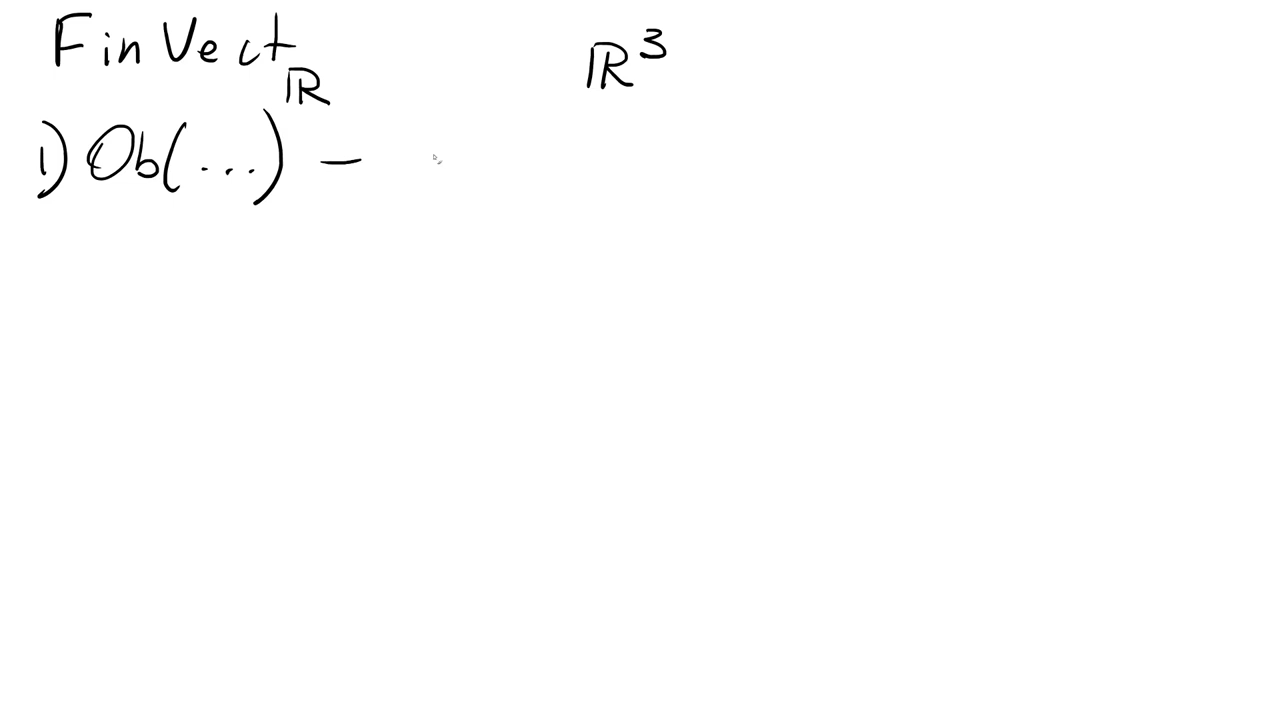 FinVect_ℝ
ℝ³
1) Ob(...) —